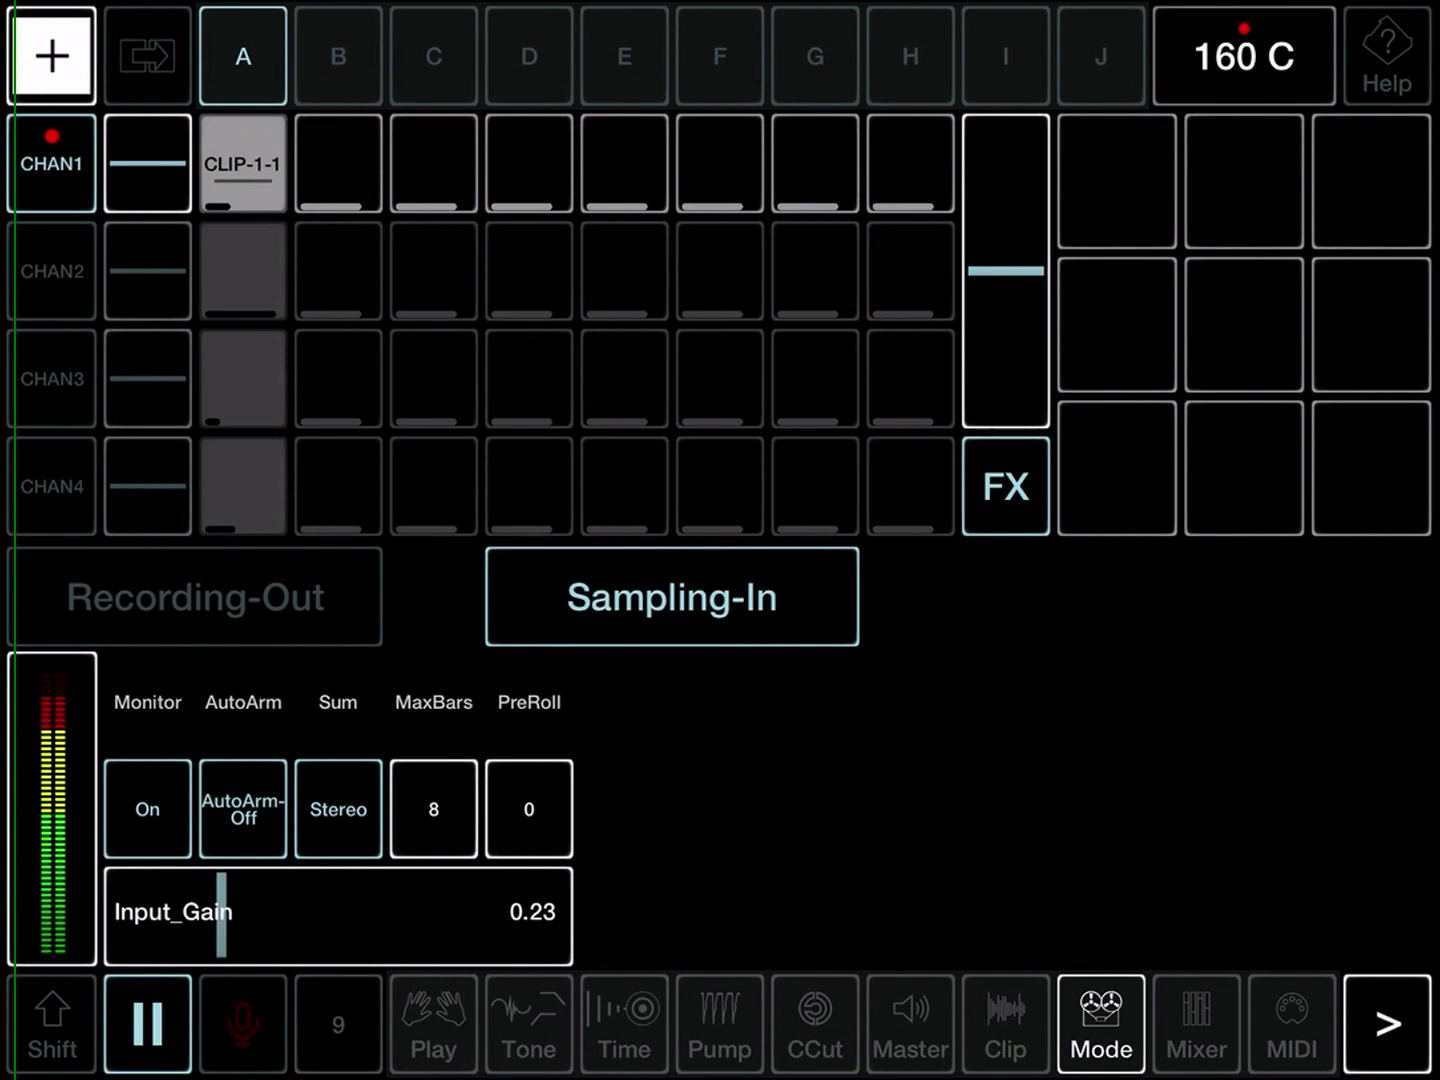 +
A B C D E F G H I J
160 C
?
Help
CHAN1
CLIP-1-1
CHAN2
CHAN3
CHAN4
FX
Recording-Out
Sampling-In
Monitor AutoArm Sum MaxBars PreRoll
On
AutoArm-
Off
Stereo
8
0
Input_Gain 0.23
Shift
9
Play
Tone
Time
Pump
CCut
Master
Clip
Mode
Mixer
MIDI
>